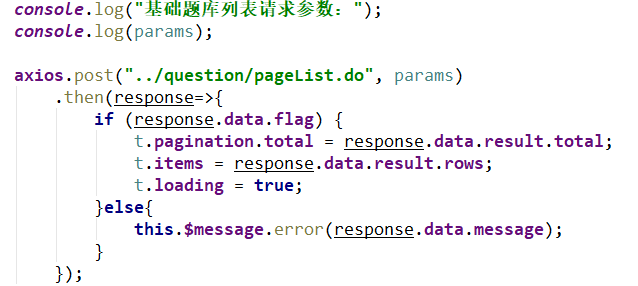 console.log("基础题库列表请求参数：");
console.log(params);
axios.post("../question/pageList.do", params)
.then(response=>{
if (response.data.flag) {
t.pagination.total = response.data.result.total;
t.items = response.data.result.rows;
t.loading = true;
}else{
this.$message.error(response.data.message);
}
});